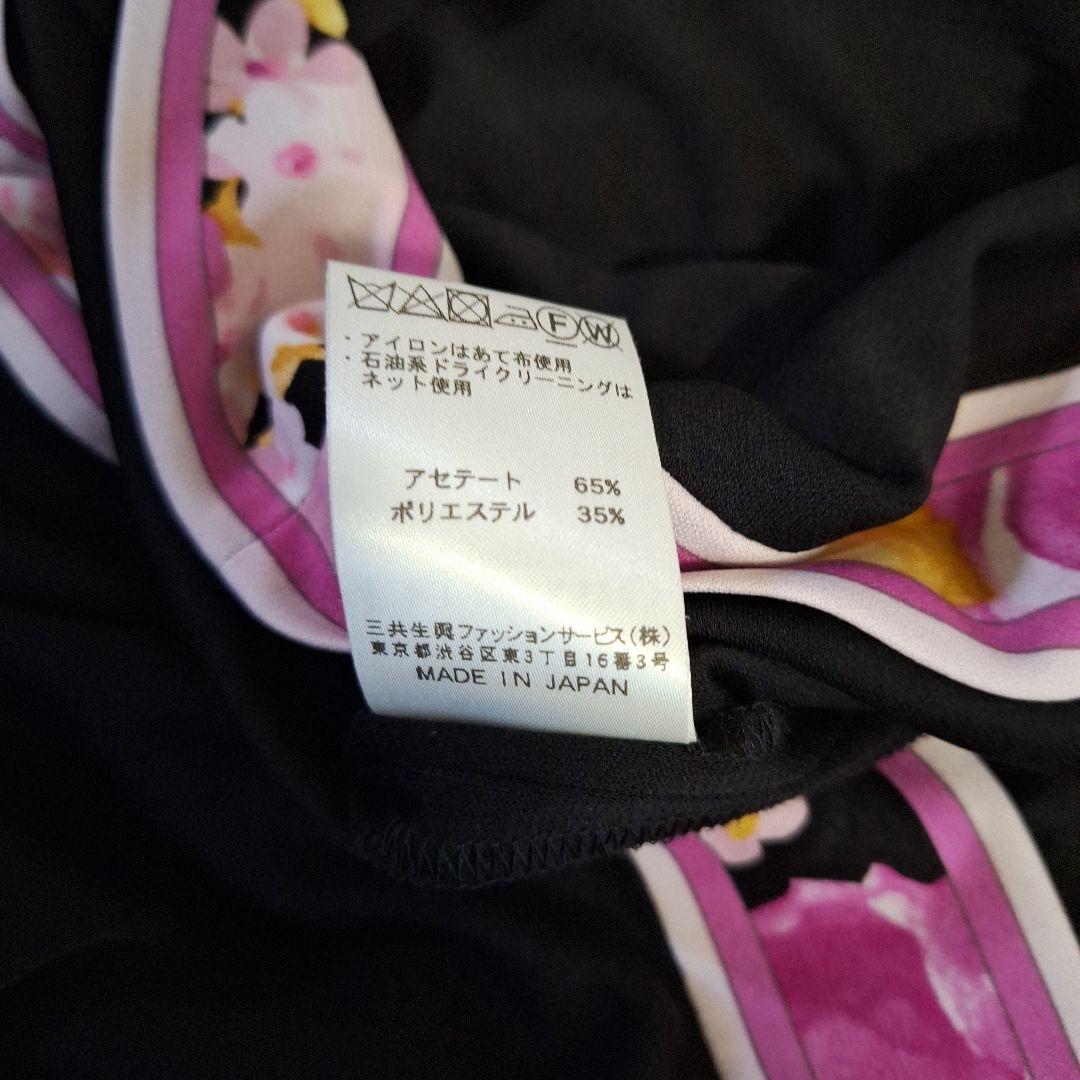 F W
・アイロンはあて布使用
・石油系ドライクリーニングは
ネット使用
アセテート 65%
ポリエステル 35%
三共生興ファッションサービス(株)
東京都渋谷区東3丁目16番3号
MADE IN JAPAN